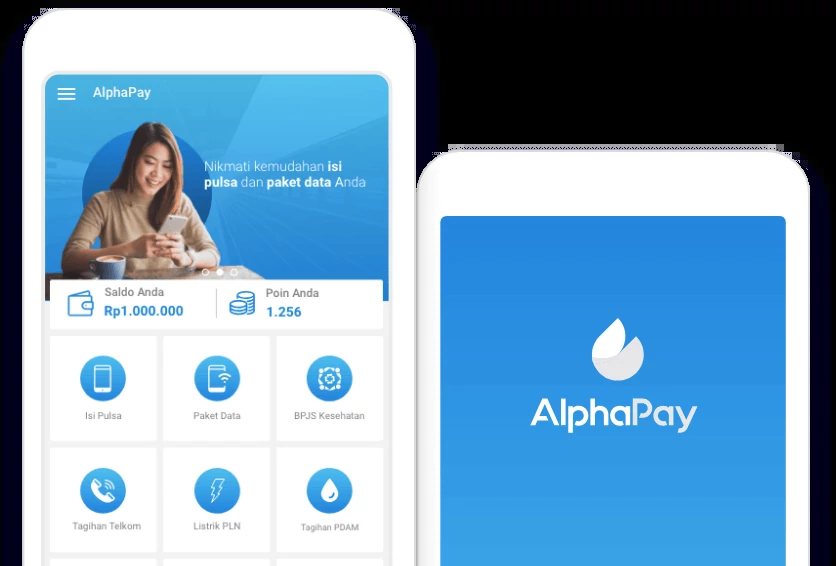 AlphaPay
Nikmati kemudahan isi
pulsa dan paket data Anda
Saldo Anda
Rp1.000.000
Poin Anda
1.256
Isi Pulsa
Paket Data
BPJS Kesehatan
Tagihan Telkom
Listrik PLN
Tagihan PDAM
AlphaPay